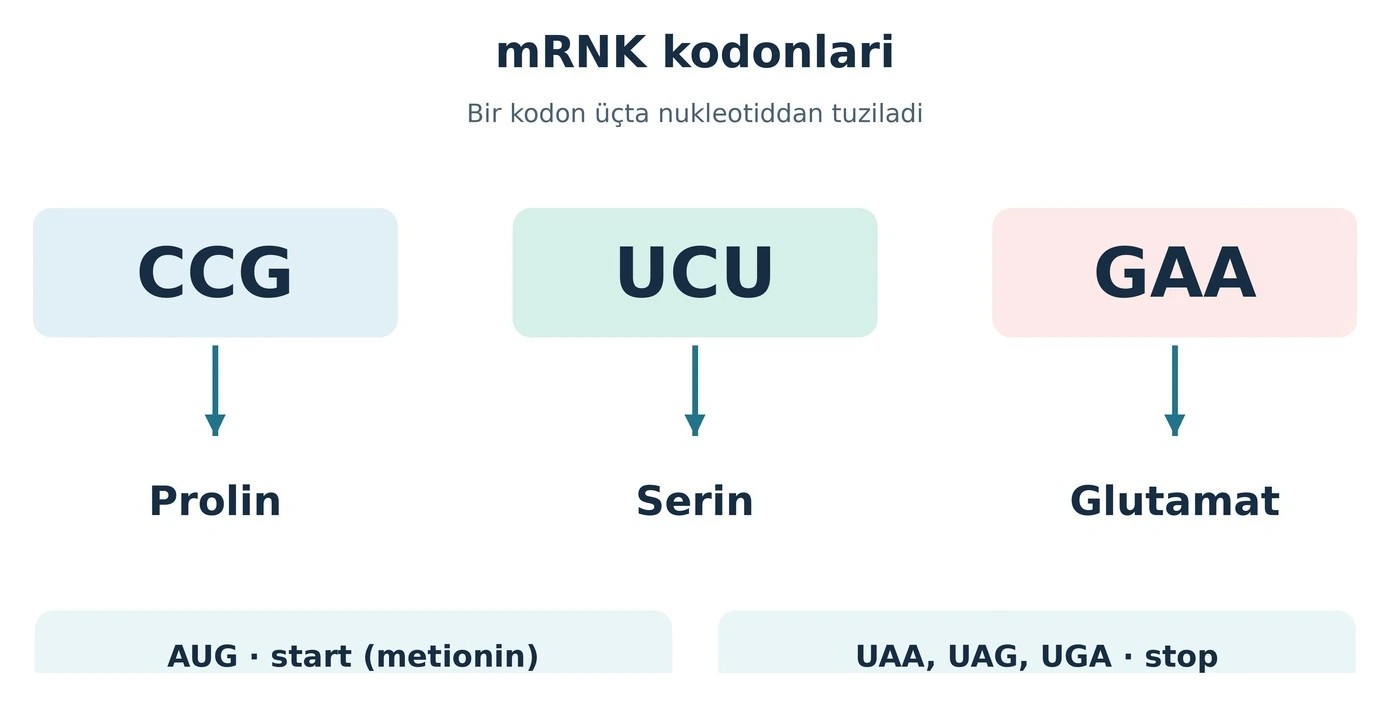 mRNK kodonlari
Bir kodon üçta nukleotiddan tuziladi
CCG UCU GAA
Prolin Serin Glutamat
AUG · start (metionin) UAA, UAG, UGA · stop